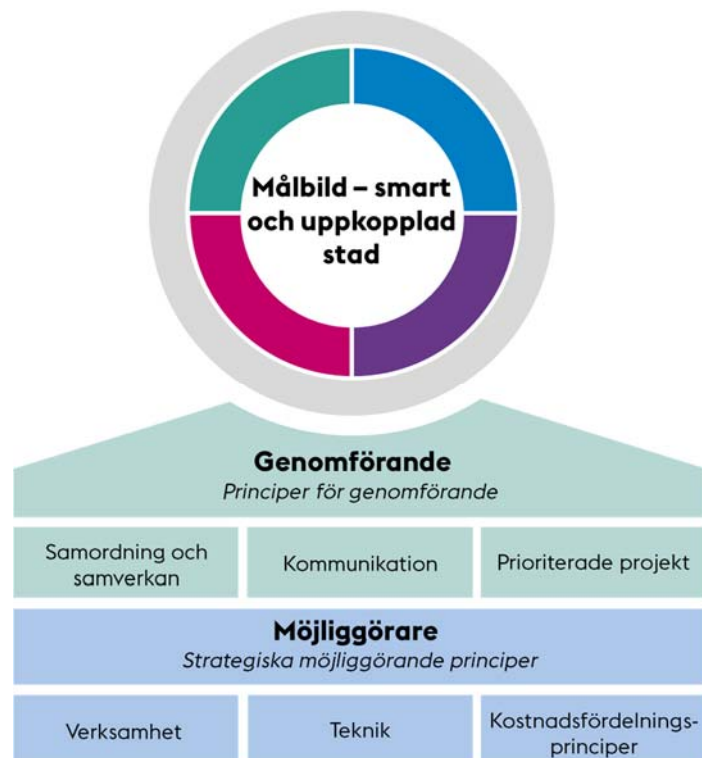 Målbild – smart
och uppkopplad
stad
Genomförande
Principer för genomförande
Samordning och
samverkan
Kommunikation
Prioriterade projekt
Möjliggörare
Strategiska möjliggörande principer
Verksamhet
Teknik
Kostnadsfördelnings-
principer